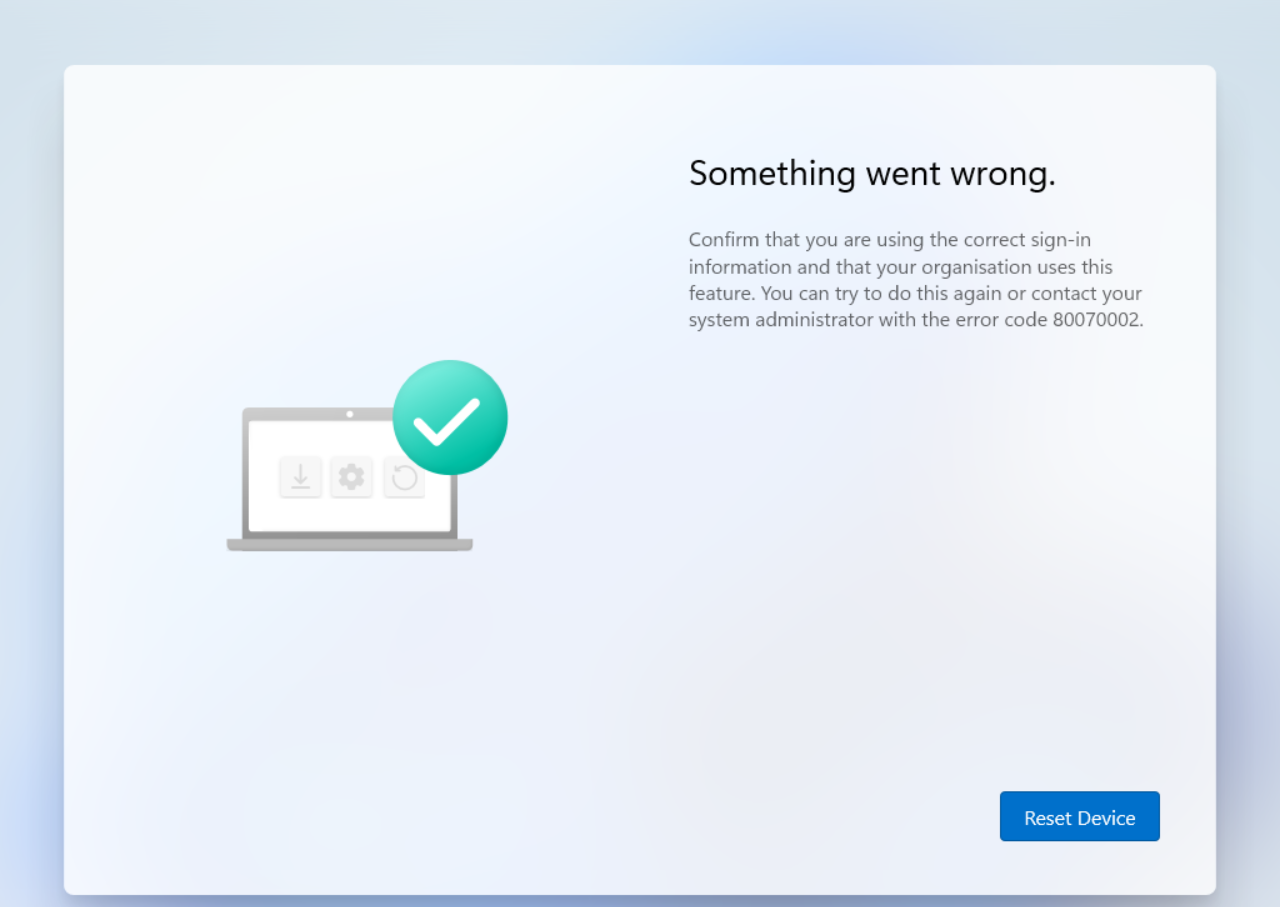 Something went wrong.
Confirm that you are using the correct sign-in
information and that your organisation uses this
feature. You can try to do this again or contact your
system administrator with the error code 80070002.
Reset Device